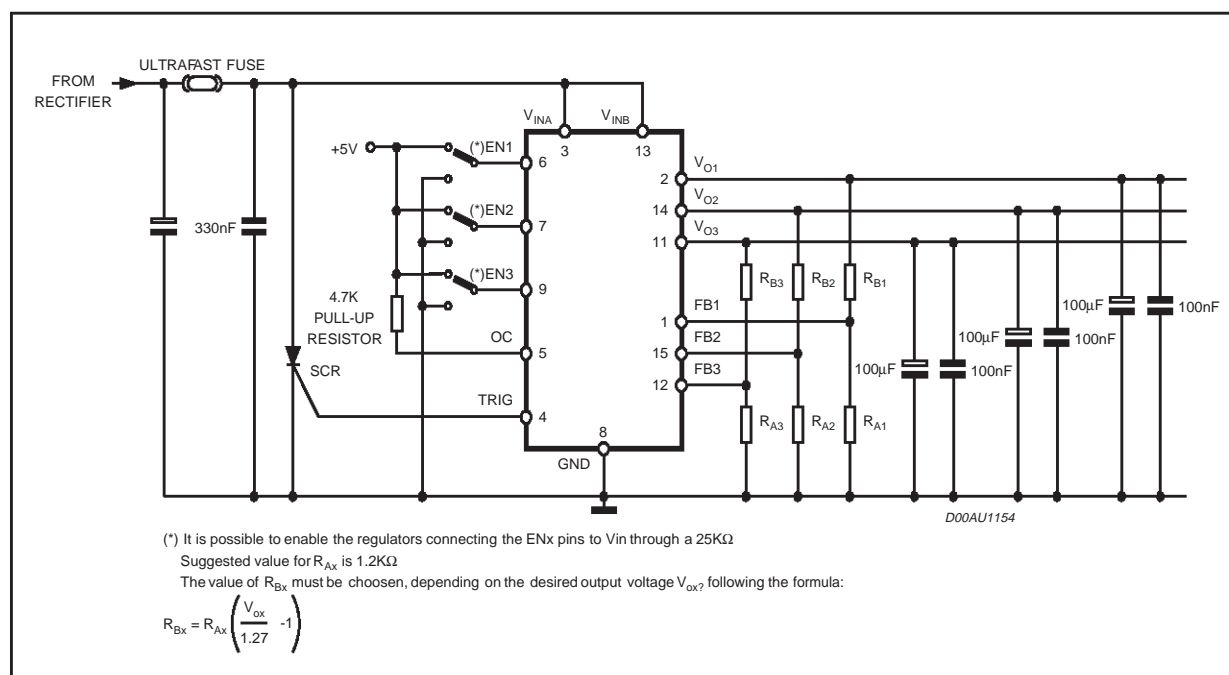 ULTRAFAST FUSE
FROM
RECTIFIER
V_INA
V_INB
3
13
+5V
(*)EN1
6
V_O1
2
330nF
(*)EN2
7
V_O2
14
V_O3
11
(*)EN3
9
R_B3
R_B2
R_B1
4.7K
PULL-UP
RESISTOR
FB1
1
OC
5
FB2
15
FB3
12
SCR
TRIG
4
100µF
100nF
100µF
100nF
100µF
100nF
R_A3
R_A2
R_A1
8
GND
D00AU1154
(*) It is possible to enable the regulators connecting the ENx pins to Vin through a 25KΩ
Suggested value for R_Ax is 1.2KΩ
The value of R_Bx must be choosen, depending on the desired output voltage V_ox? following the formula:
R_Bx = R_Ax ( V_ox / 1.27 -1 )